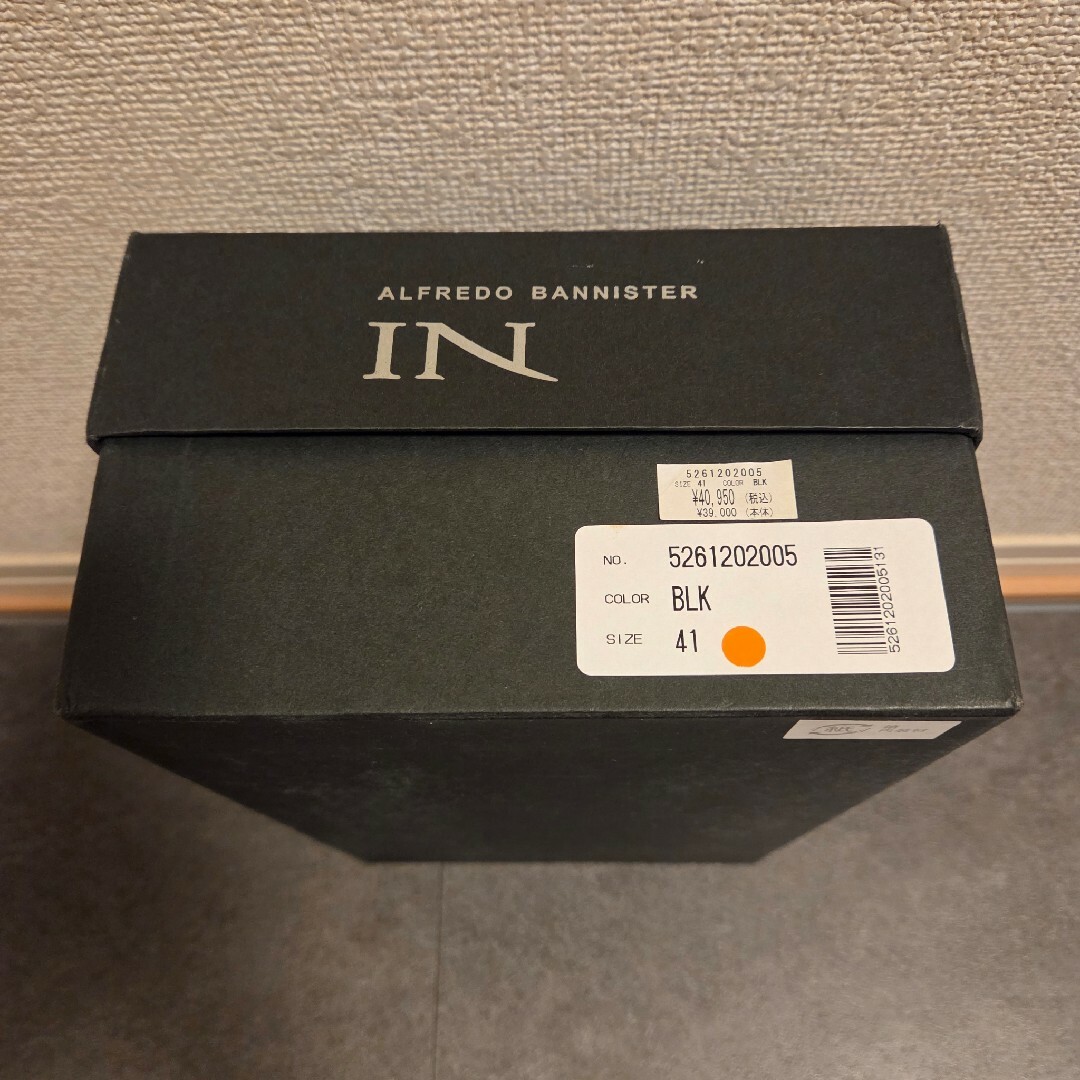 ALFREDO BANNISTER
IN
5261202005
SIZE 41 COLOR BLK
¥40,950 (税込)
¥39,000 (本体)
NO. 5261202005
COLOR BLK
SIZE 41
5261202005131